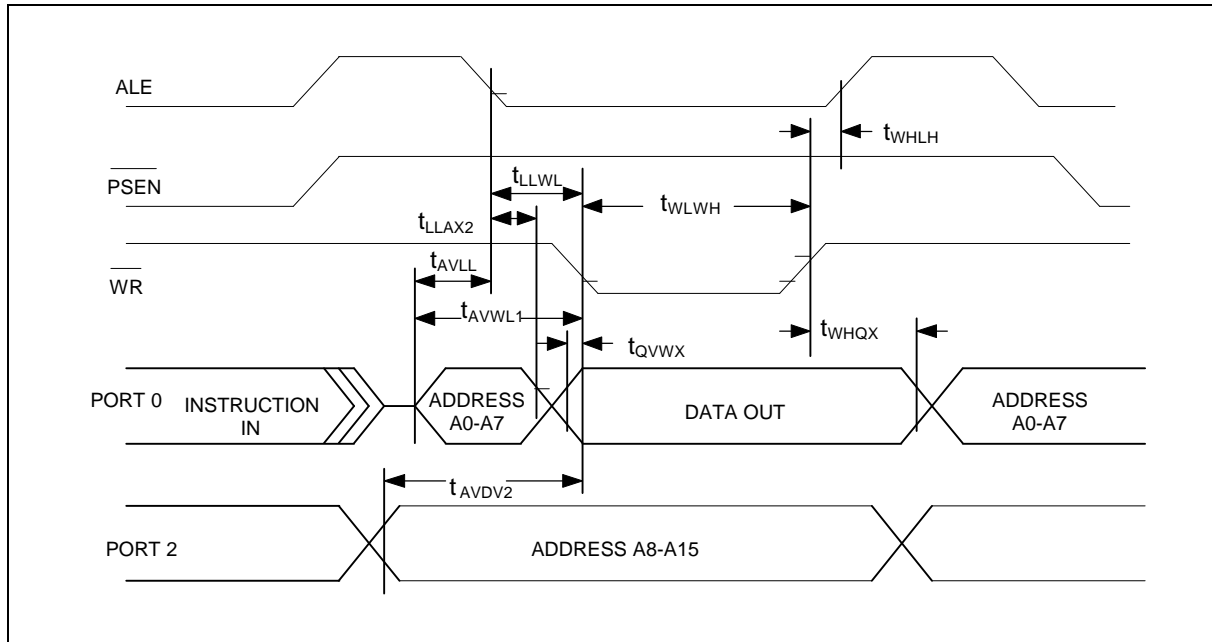 ALE
tWHLH
PSEN
tLLWL
tWLWH
tLLAX2
tAVLL
WR
tAVWL1
tWHQX
tQVWX
PORT 0
INSTRUCTION
IN
ADDRESS
A0-A7
DATA OUT
ADDRESS
A0-A7
tAVDV2
PORT 2
ADDRESS A8-A15